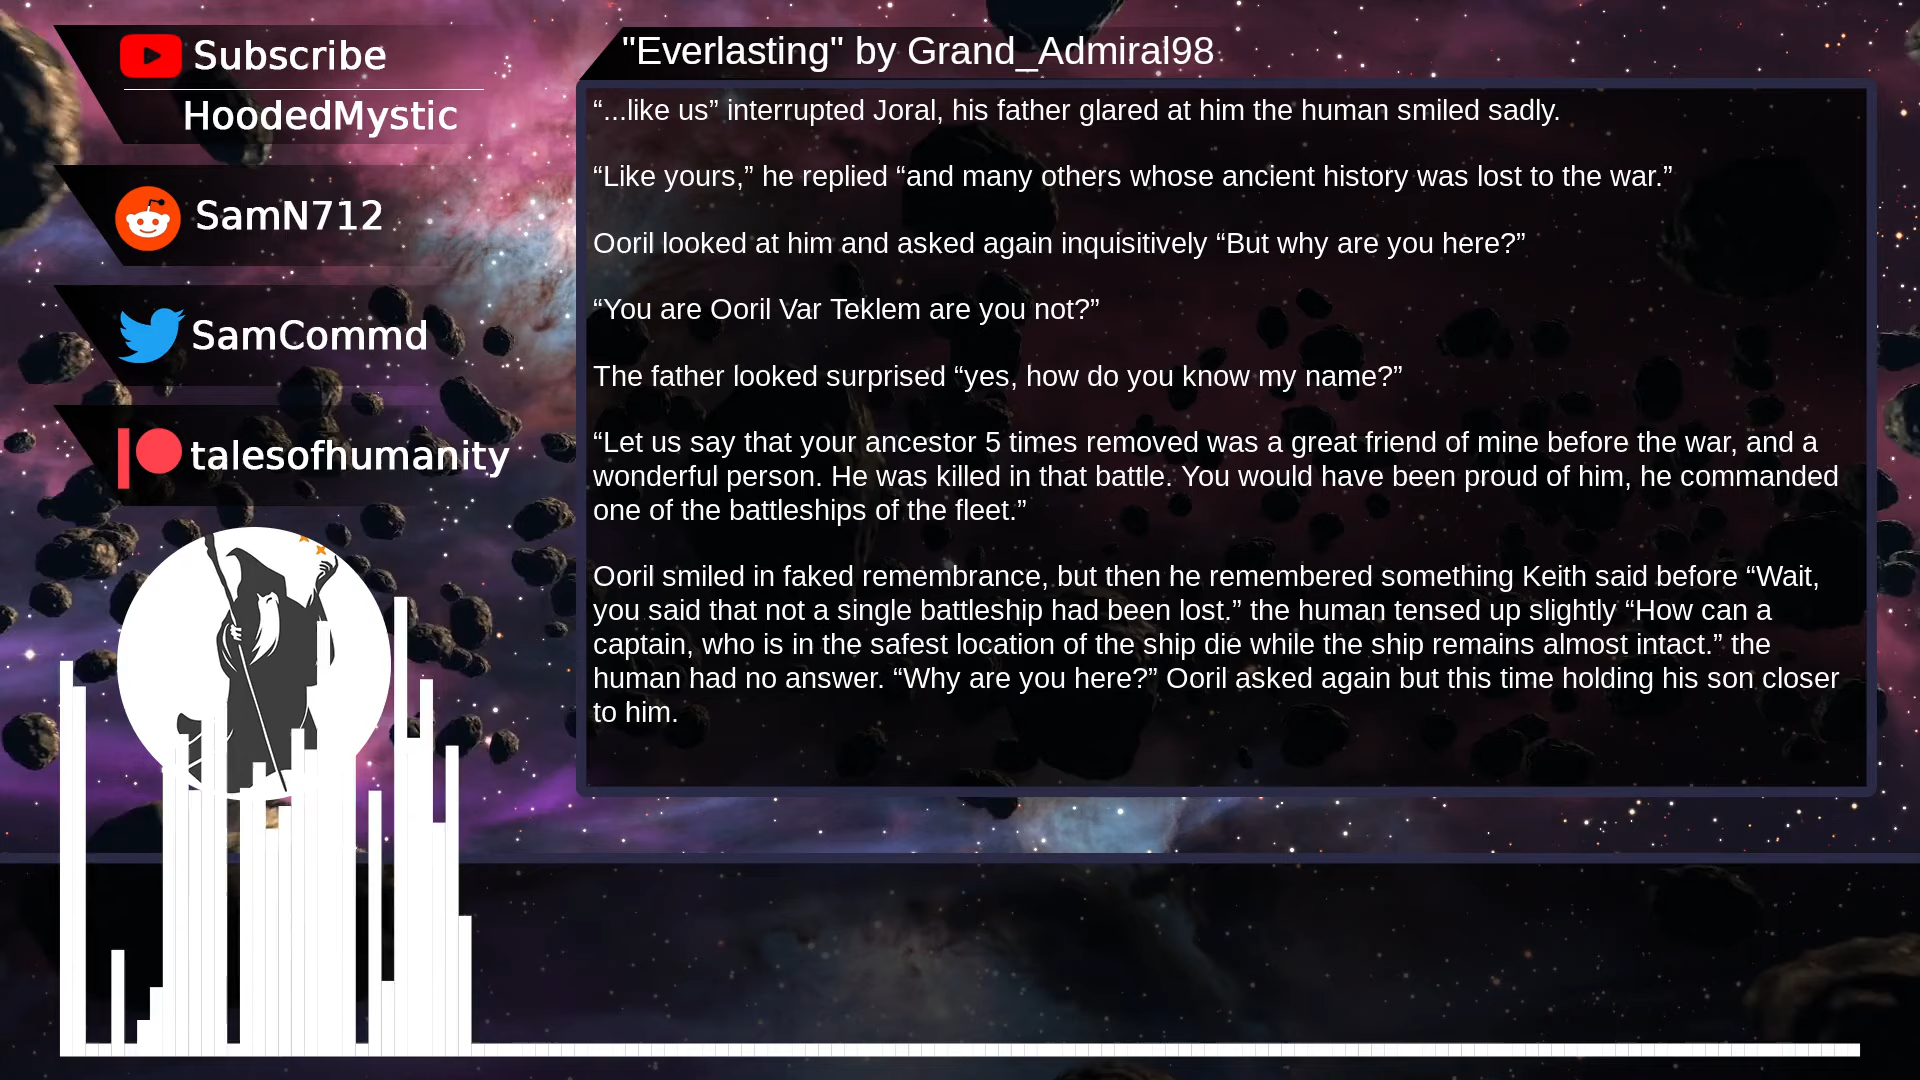 Subscribe
HoodedMystic
SamN712
SamCommd
talesofhumanity
"Everlasting" by Grand_Admiral98
“...like us” interrupted Joral, his father glared at him the human smiled sadly.
“Like yours,” he replied “and many others whose ancient history was lost to the war.”
Ooril looked at him and asked again inquisitively “But why are you here?”
“You are Ooril Var Teklem are you not?”
The father looked surprised “yes, how do you know my name?”
“Let us say that your ancestor 5 times removed was a great friend of mine before the war, and a
wonderful person. He was killed in that battle. You would have been proud of him, he commanded
one of the battleships of the fleet.”
Ooril smiled in faked remembrance, but then he remembered something Keith said before “Wait,
you said that not a single battleship had been lost.” the human tensed up slightly “How can a
captain, who is in the safest location of the ship die while the ship remains almost intact.” the
human had no answer. “Why are you here?” Ooril asked again but this time holding his son closer
to him.